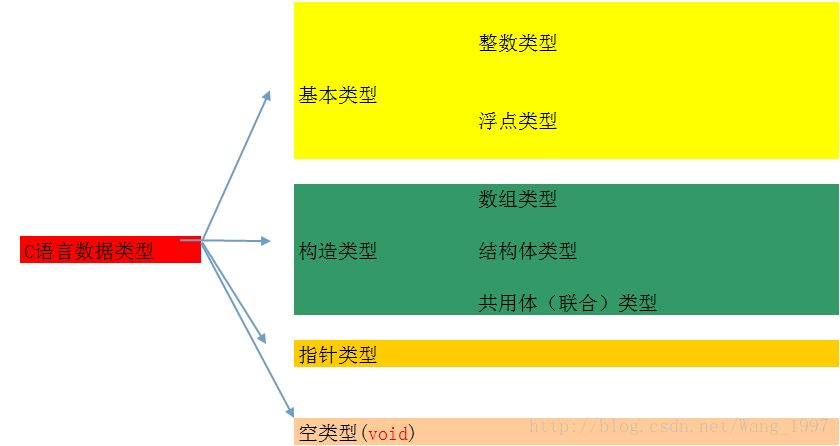 整数类型
基本类型
浮点类型
数组类型
C语言数据类型
构造类型
结构体类型
共用体（联合）类型
指针类型
空类型(void)
http://blog.csdn.net/Wang_1997